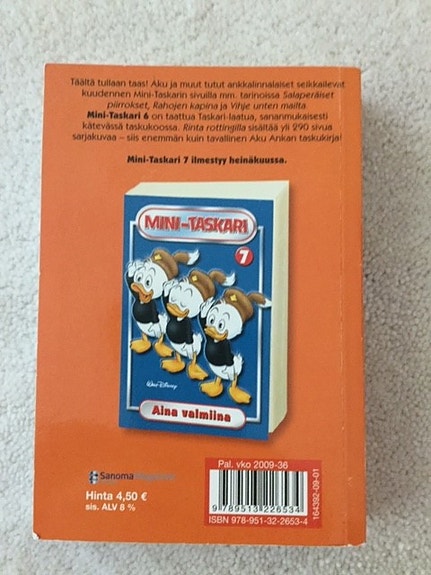 Täältä tullaan taas! Aku ja muut tutut ankkalinnalaiset seikkailevat
kuudennen Mini-Taskarin sivuilla mm. tarinoissa Salaperäiset
piirrokset, Rahojen kapina ja Vihje unten mailta.
Mini-Taskari 6 on taattua Taskari-laatua, sananmukaisesti
kätevässä taskukoossa. Rinta rottingilla sisältää yli 290 sivua
sarjakuvaa – siis enemmän kuin tavallinen Aku Ankan taskukirja!
Mini-Taskari 7 ilmestyy heinäkuussa.
MINI-TASKARI
7
Walt Disney
Aina valmiina
Sanoma
Hinta 4,50 €
sis. ALV 8 %
Pal. vko 2009-36
9 789513 226534
ISBN 978-951-32-2653-4
164392-09-01